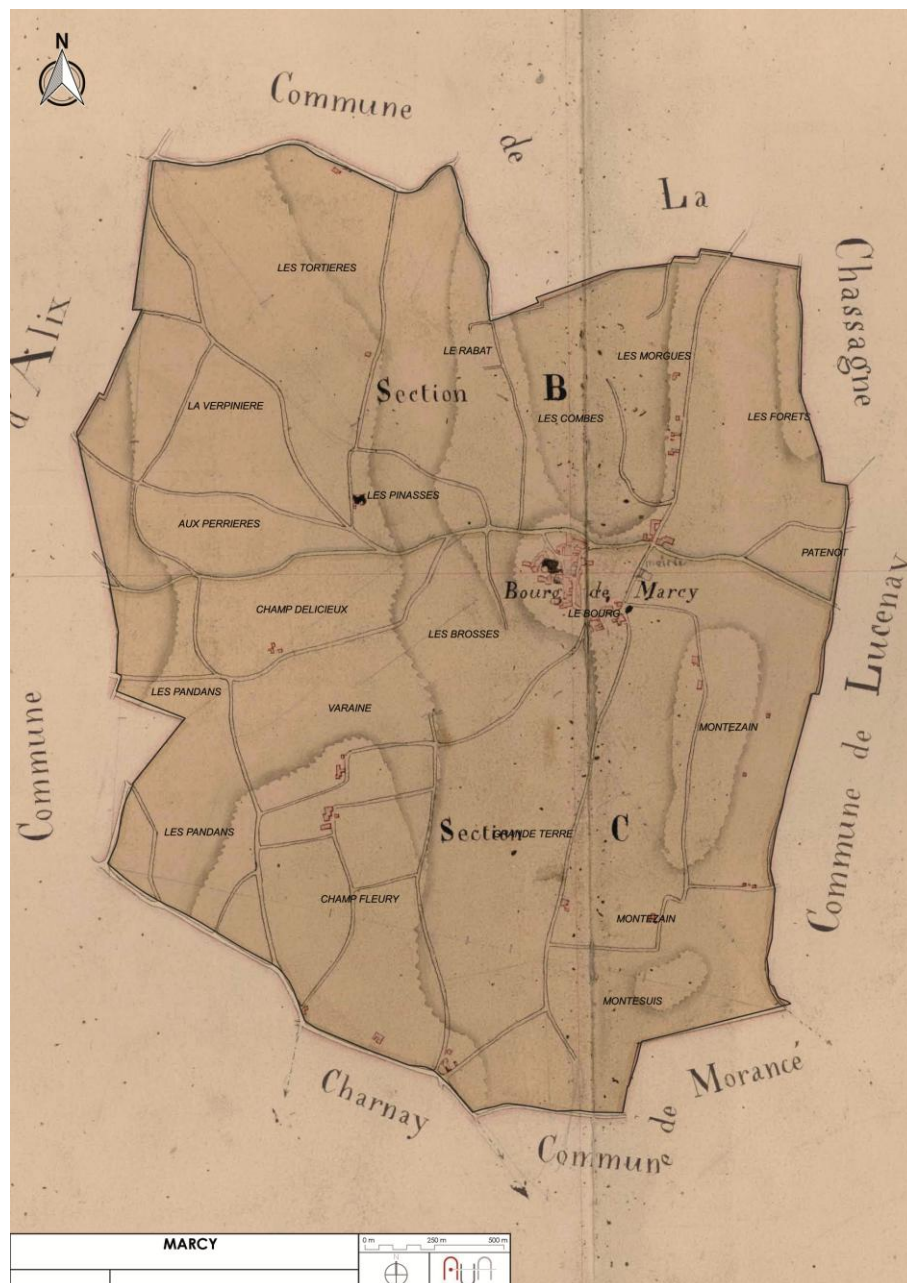 N
Commune
de
La
Chassagne
d'Alix
LES TORTIERES
LE RABAT
LES MORGUES
Section B
LA VERPINIERE
LES COMBES
LES FORETS
LES PINASSES
AUX PERRIERES
PATENOT
mairie
Bourg de Marcy
CHAMP DELICIEUX
LE BOURG
LES BROSSES
Commune de Lucenay
LES PANDANS
VARAINE
MONTEZAIN
Commune
LES PANDANS
Section C
GRANDE TERRE
CHAMP FLEURY
MONTEZAIN
MONTESUIS
Charnay
Commune
de
Morancé
MARCY
0 m 250 m 500 m
N
AUA